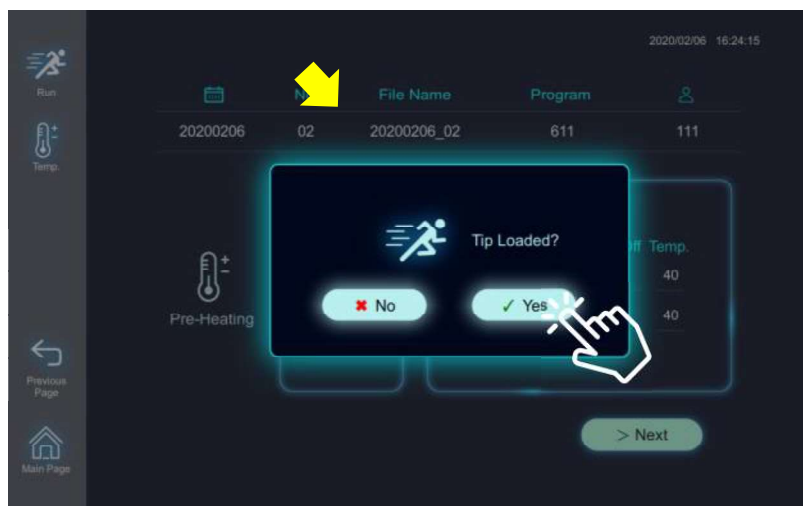 2020/02/06 16:24:15
Run
File Name Program
20200206 02 20200206_02 611 111
Temp.
Tip Loaded?
Temp.
✖ No ✓ Yes
40
Pre-Heating
40
Previous
Page
> Next
Main Page